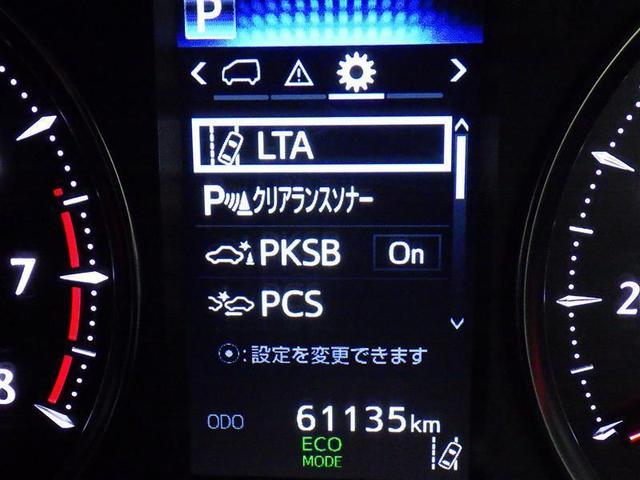 P
LTA
P クリアランスソナー
PKSB On
PCS
:設定を変更できます
ODO 61135km
ECO
MODE
7
8
2